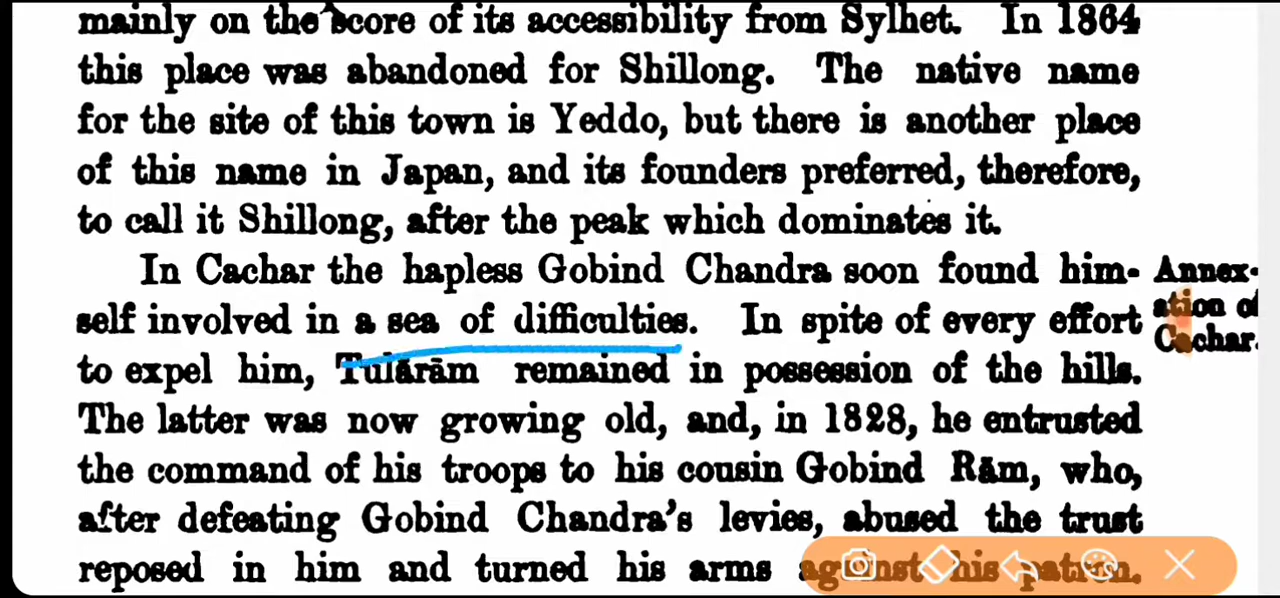 mainly on the score of its accessibility from Sylhet. In 1864
this place was abandoned for Shillong. The native name
for the site of this town is Yeddo, but there is another place
of this name in Japan, and its founders preferred, therefore,
to call it Shillong, after the peak which dominates it.
In Cachar the hapless Gobind Chandra soon found him-
self involved in a sea of difficulties. In spite of every effort
to expel him, Tulārām remained in possession of the hills.
The latter was now growing old, and, in 1828, he entrusted
the command of his troops to his cousin Gobind Rām, who,
after defeating Gobind Chandra's levies, abused the trust
reposed in him and turned his arms against his patron.
Annex-
ation of
Cachar.